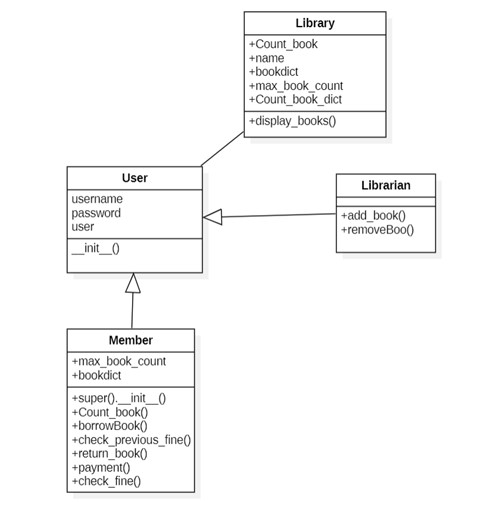 Library
+Count_book
+name
+bookdict
+max_book_count
+Count_book_dict
+display_books()
User
username
password
user
__init__()
Librarian
+add_book()
+removeBoo()
Member
+max_book_count
+bookdict
+super().__init__()
+Count_book()
+borrowBook()
+check_previous_fine()
+return_book()
+payment()
+check_fine()